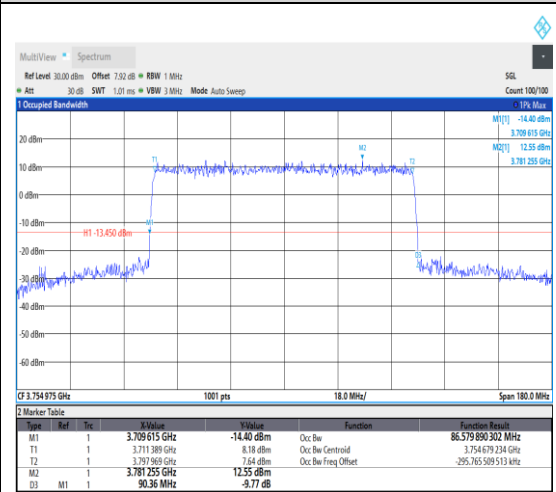 MultiView Spectrum
Ref Level 30.00 dBm Offset 7.92 dB RBW 1 MHz SGL
Att 30 dB SWT 1.01 ms VBW 3 MHz Mode Auto Sweep Count 100/100
1 Occupied Bandwidth 1Pk Max
M1[1] -14.40 dBm
3.709 615 GHz
M2[1] 12.55 dBm
3.781 255 GHz
20 dBm
M2
T1
T2
10 dBm
0 dBm
-10 dBm
M1
H1 -13.450 dBm
-20 dBm
D3
-30 dBm
-40 dBm
-50 dBm
-60 dBm
CF 3.754 975 GHz 1001 pts 18.0 MHz/ Span 180.0 MHz
2 Marker Table
Type Ref Trc X-Value Y-Value Function Function Result
M1 1 3.709 615 GHz -14.40 dBm Occ Bw 86.579 890 302 MHz
T1 1 3.711 389 GHz 8.18 dBm Occ Bw Centroid 3.754 679 234 GHz
T2 1 3.797 969 GHz 7.64 dBm Occ Bw Freq Offset -295.765 509 513 kHz
M2 1 3.781 255 GHz 12.55 dBm
D3 M1 1 90.36 MHz -9.77 dB